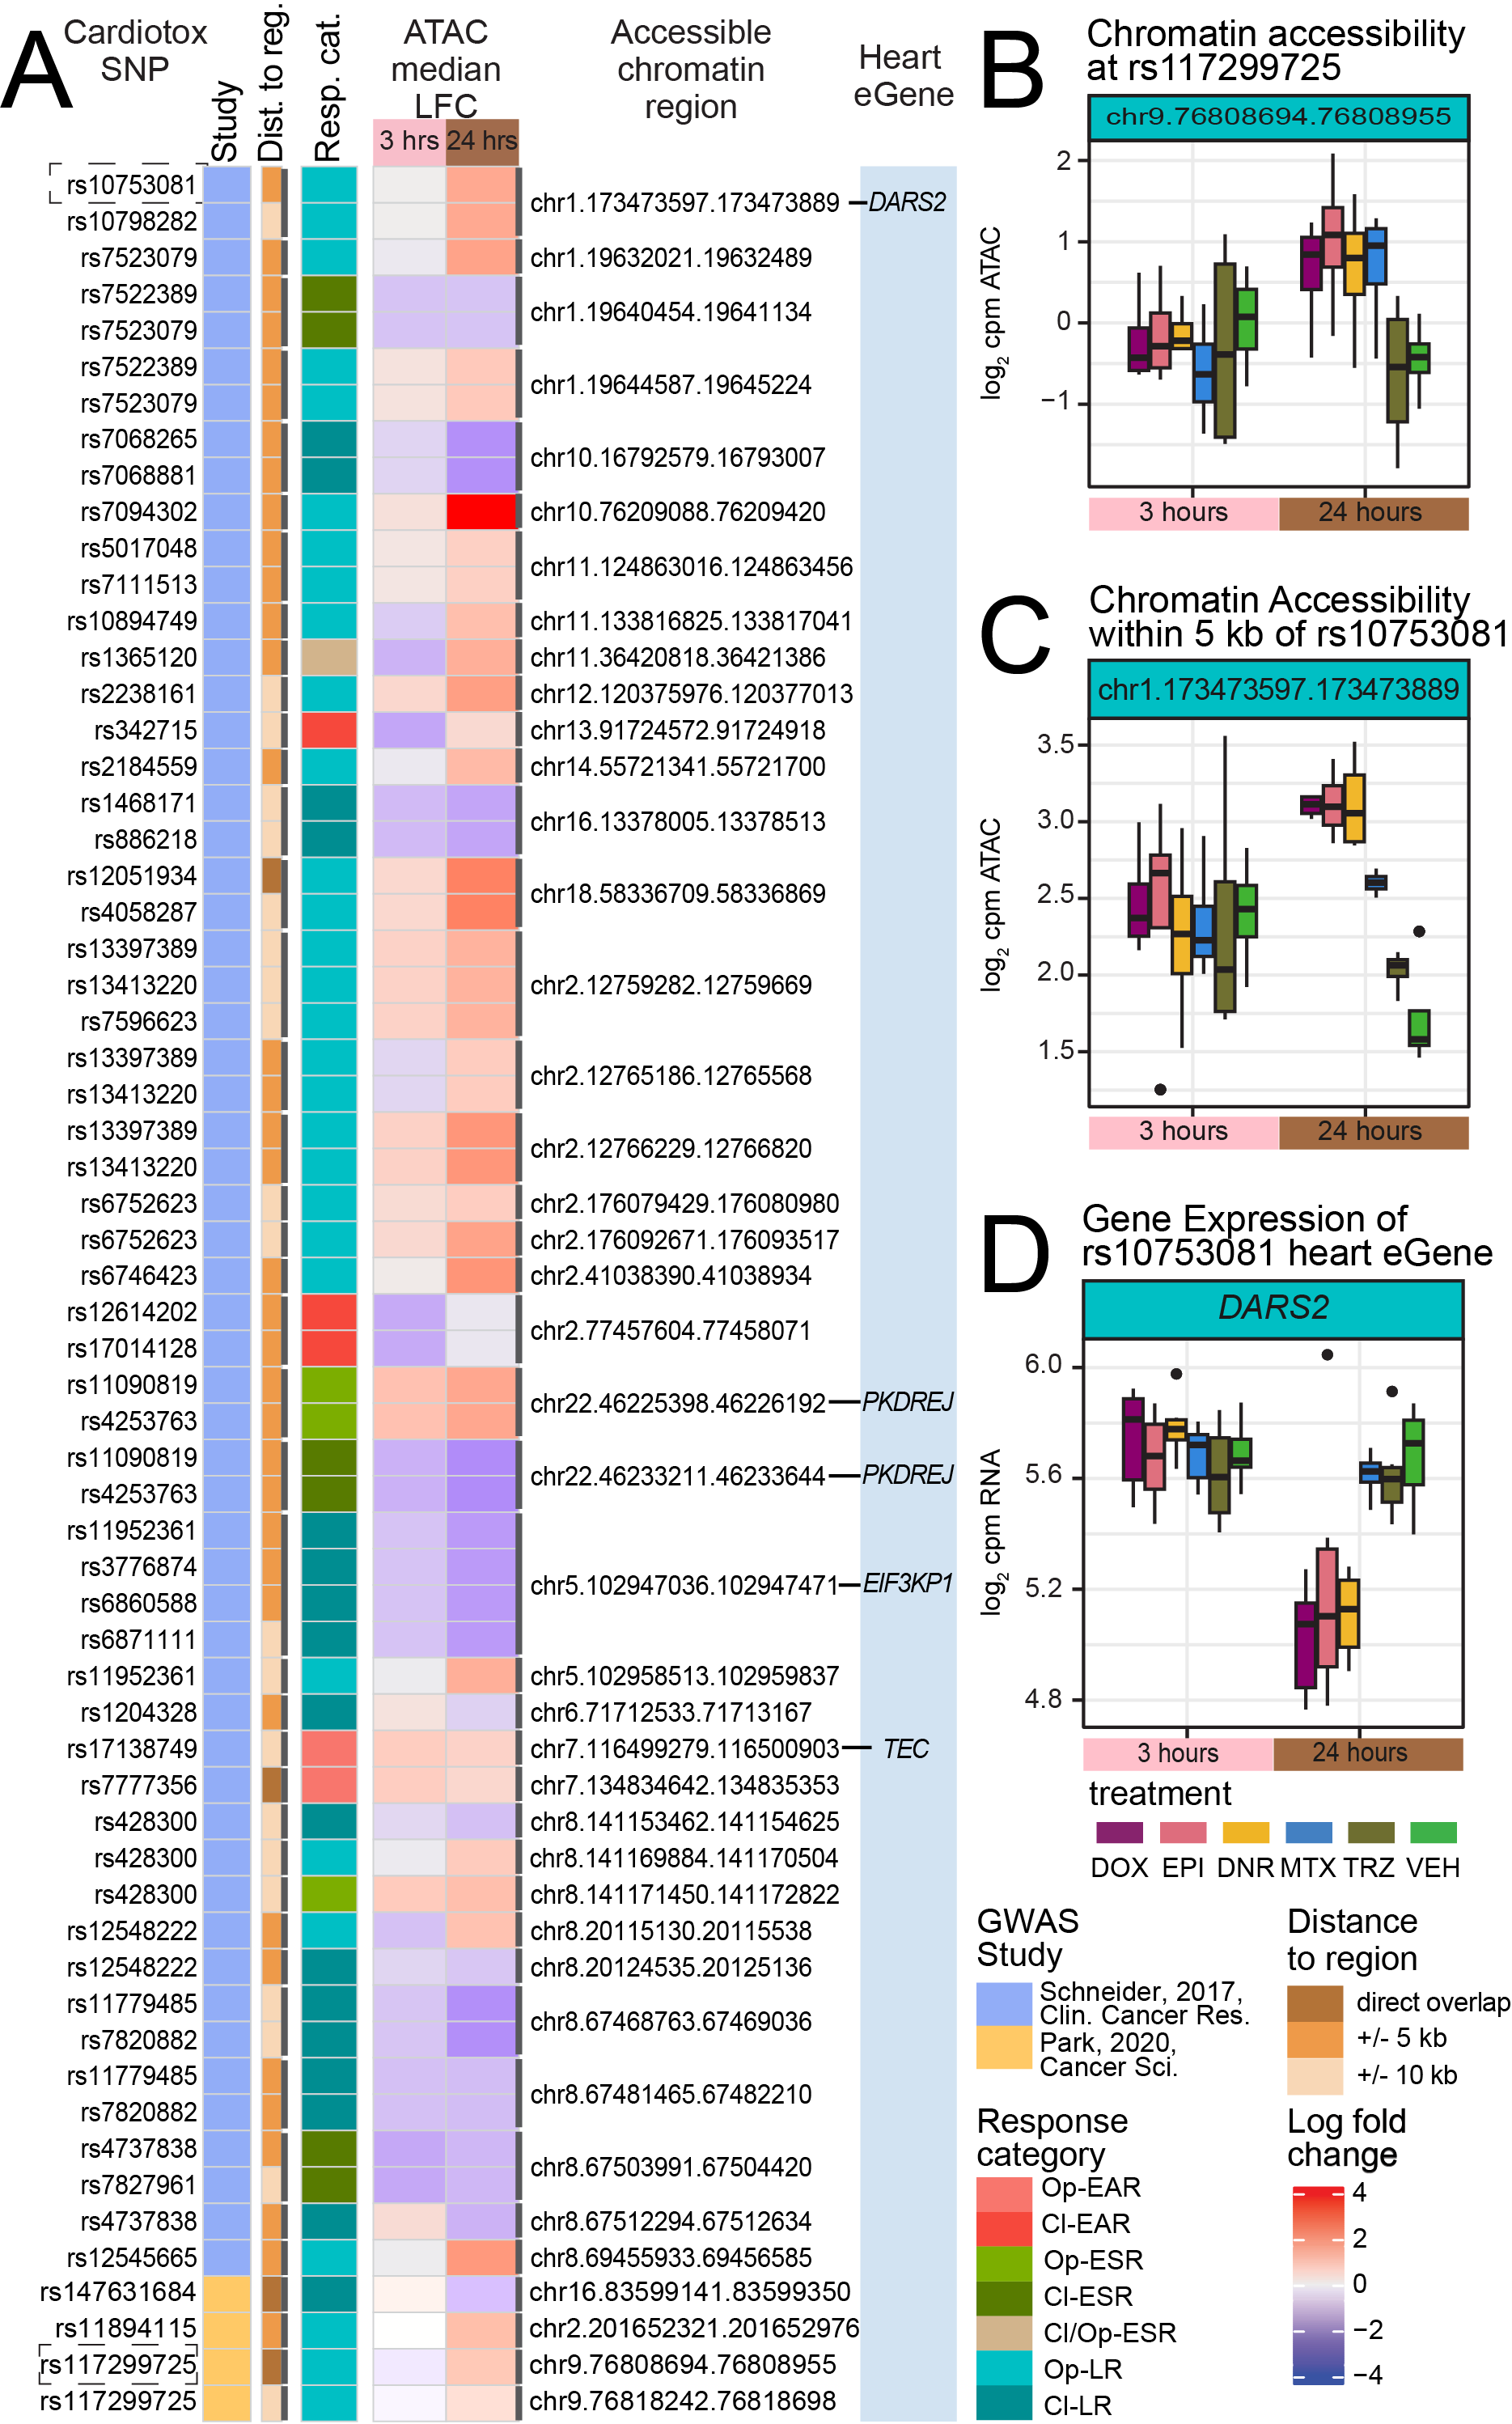 A
Cardiotox
SNP
Study
Dist. to reg.
Resp. cat.
ATAC
median
LFC
3 hrs
24 hrs
Accessible
chromatin
region
Heart
eGene
rs10753081
rs10798282
rs7523079
rs7522389
rs7523079
rs7522389
rs7523079
rs7068265
rs7068881
rs7094302
rs5017048
rs7111513
rs10894749
rs1365120
rs2238161
rs342715
rs2184559
rs1468171
rs886218
rs12051934
rs4058287
rs13397389
rs13413220
rs7596623
rs13397389
rs13413220
rs13397389
rs13413220
rs6752623
rs6752623
rs6746423
rs12614202
rs17014128
rs11090819
rs4253763
rs11090819
rs4253763
rs11952361
rs3776874
rs6860588
rs6871111
rs11952361
rs1204328
rs17138749
rs7777356
rs428300
rs428300
rs428300
rs12548222
rs12548222
rs11779485
rs7820882
rs11779485
rs7820882
rs4737838
rs7827961
rs4737838
rs12545665
rs147631684
rs11894115
rs117299725
rs117299725
chr1.173473597.173473889 DARS2
chr1.19632021.19632489
chr1.19640454.19641134
chr1.19644587.19645224
chr10.16792579.16793007
chr10.76209088.76209420
chr11.124863016.124863456
chr11.133816825.133817041
chr11.36420818.36421386
chr12.120375976.120377013
chr13.91724572.91724918
chr14.55721341.55721700
chr16.13378005.13378513
chr18.58336709.58336869
chr2.12759282.12759669
chr2.12765186.12765568
chr2.12766229.12766820
chr2.176079429.176080980
chr2.176092671.176093517
chr2.41038390.41038934
chr2.77457604.77458071
chr22.46225398.46226192 PKDREJ
chr22.46233211.46233644 PKDREJ
chr5.102947036.102947471 EIF3KP1
chr5.102958513.102959837
chr6.71712533.71713167
chr7.116499279.116500903 TEC
chr7.134834642.134835353
chr8.141153462.141154625
chr8.141169884.141170504
chr8.141171450.141172822
chr8.20115130.20115538
chr8.20124535.20125136
chr8.67468763.67469036
chr8.67481465.67482210
chr8.67503991.67504420
chr8.67512294.67512634
chr8.69455933.69456585
chr16.83599141.83599350
chr2.201652321.201652976
chr9.76808694.76808955
chr9.76818242.76818698
B
Chromatin accessibility
at rs117299725
chr9.76808694.76808955
log2 cpm ATAC
2
1
0
−1
3 hours
24 hours
C
Chromatin Accessibility
within 5 kb of rs10753081
chr1.173473597.173473889
log2 cpm ATAC
3.5
3.0
2.5
2.0
1.5
3 hours
24 hours
D
Gene Expression of
rs10753081 heart eGene
DARS2
log2 cpm RNA
6.0
5.6
5.2
4.8
3 hours
24 hours
treatment
DOX EPI DNR MTX TRZ VEH
GWAS
Study
Schneider, 2017,
Clin. Cancer Res.
Park, 2020,
Cancer Sci.
Distance
to region
direct overlap
+/- 5 kb
+/- 10 kb
Response
category
Op-EAR
Cl-EAR
Op-ESR
Cl-ESR
Cl/Op-ESR
Op-LR
Cl-LR
Log fold
change
4
2
0
−2
−4